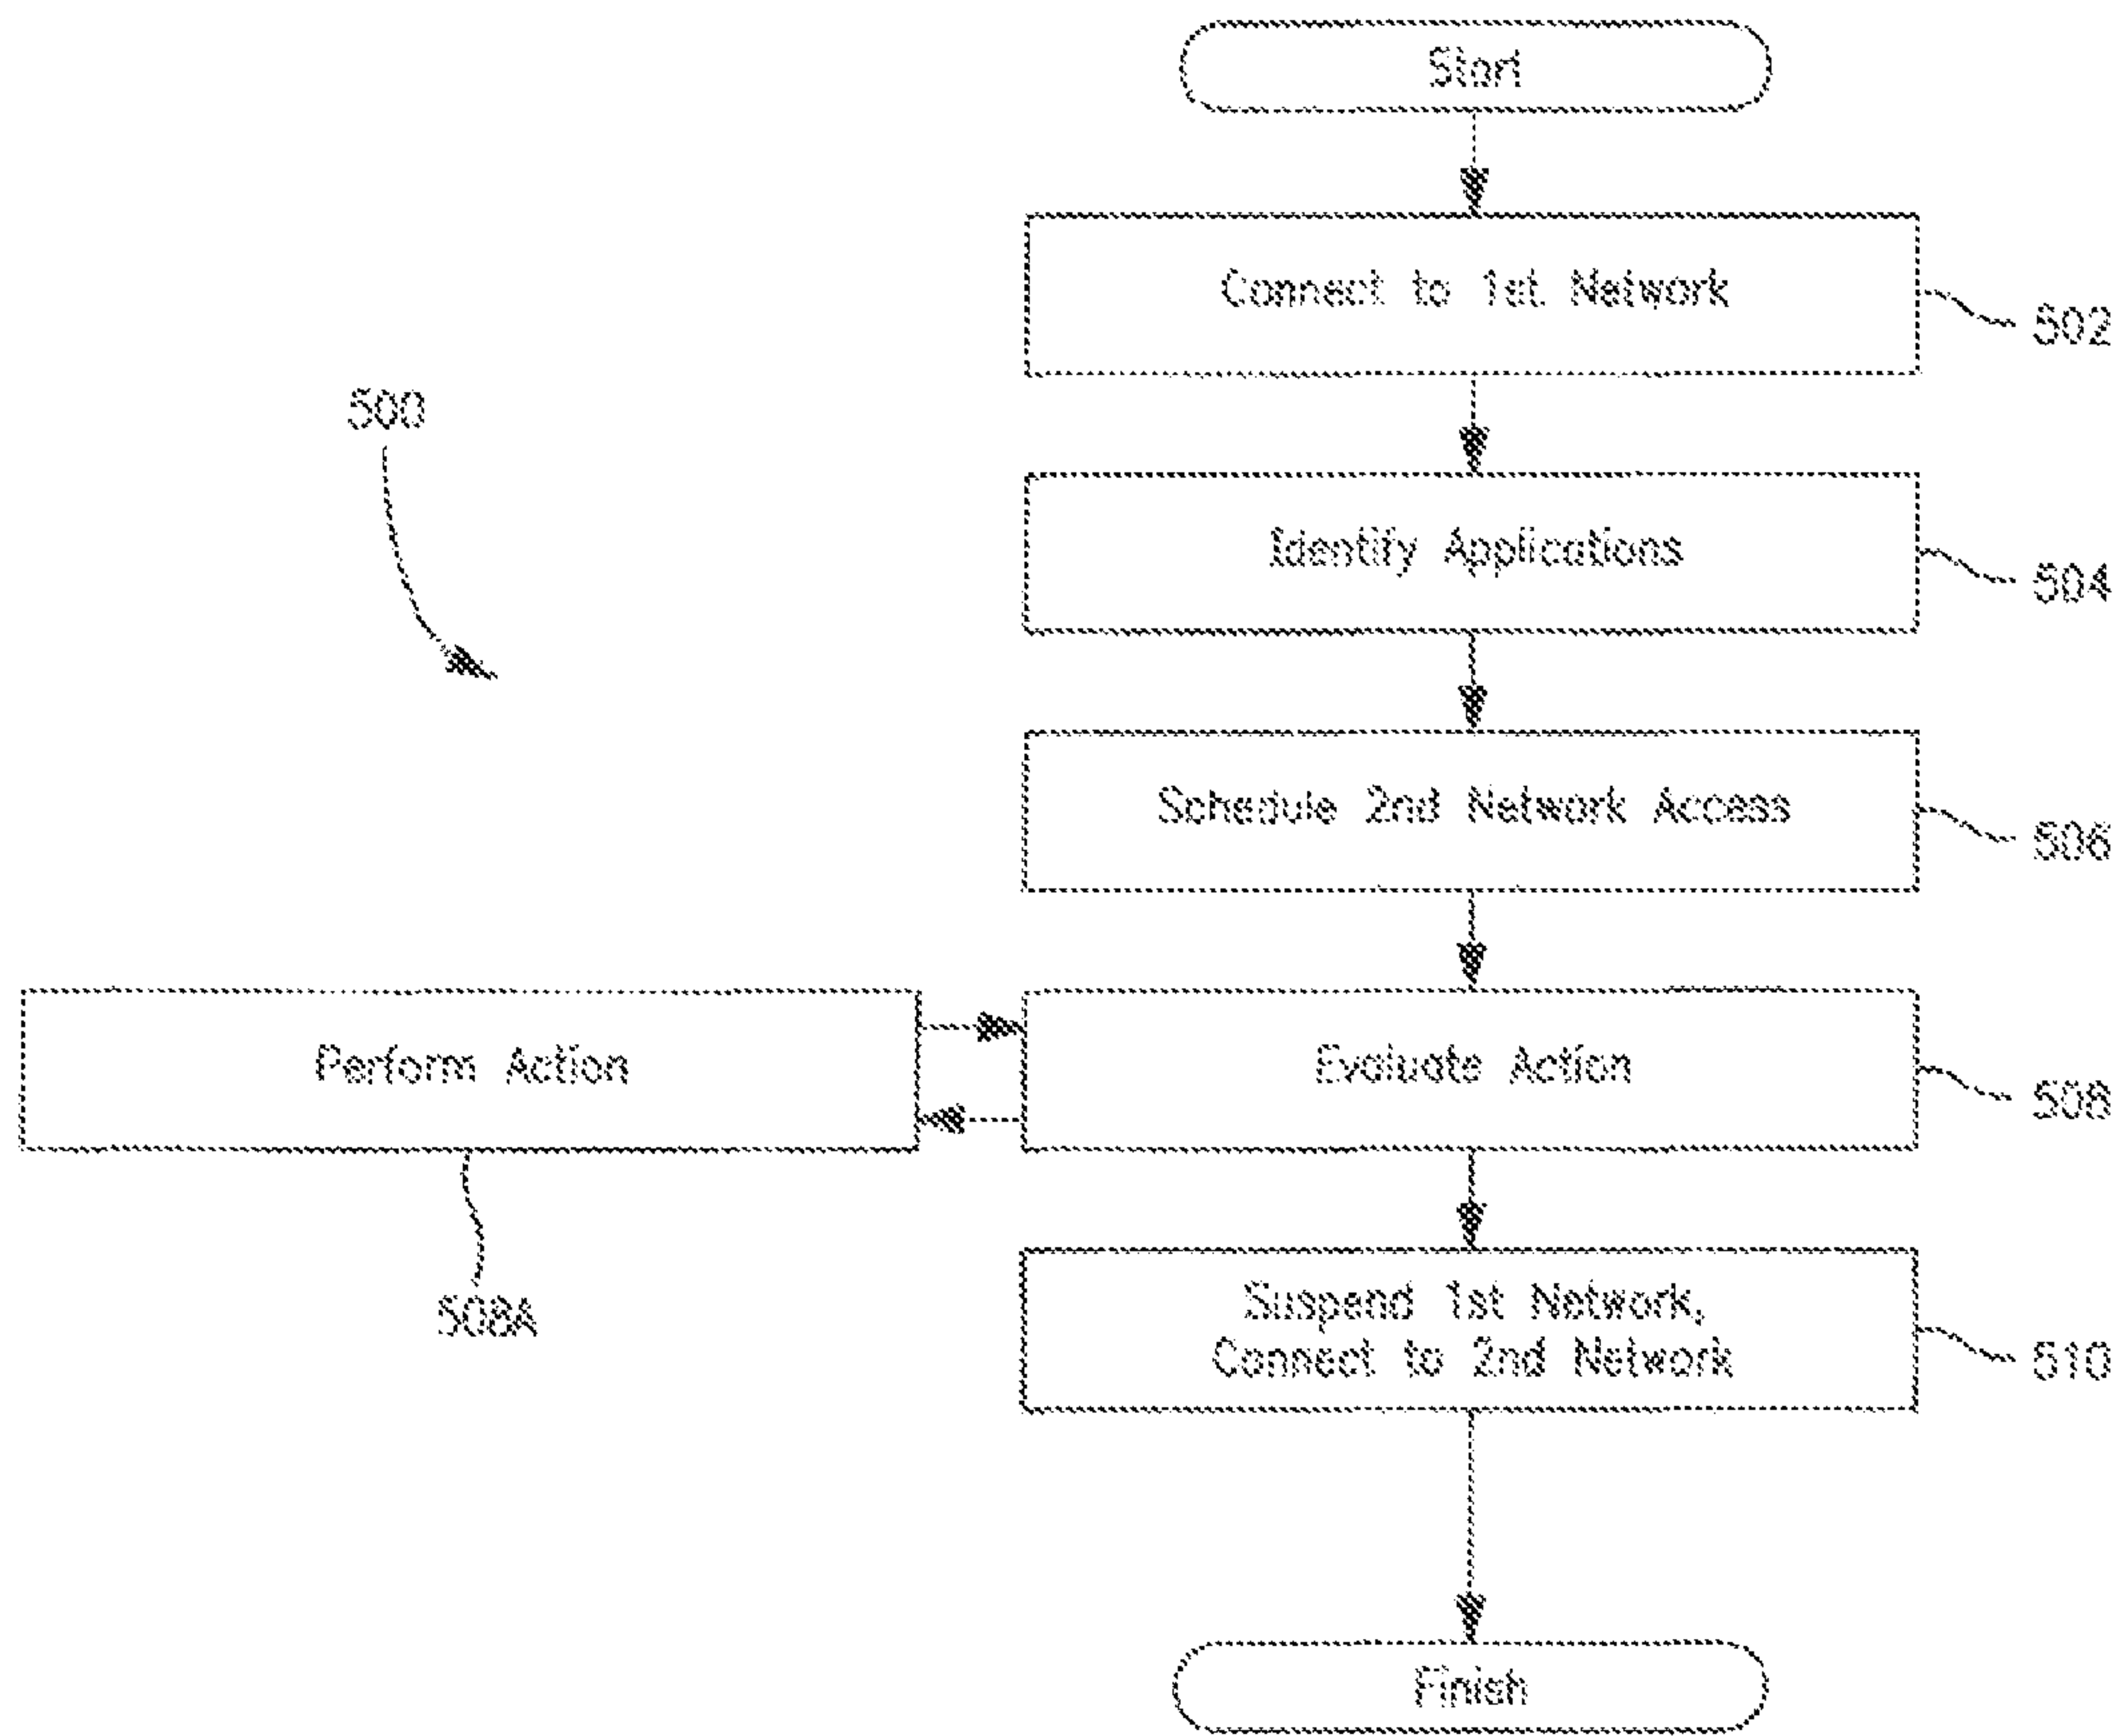 Start
Connect to 1st Network
502
500
Identify Applications
504
Schedule 2nd Network Access
506
Perform Action
Evaluate Action
508
508A
Suspend 1st Network,
Connect to 2nd Network
510
Finish